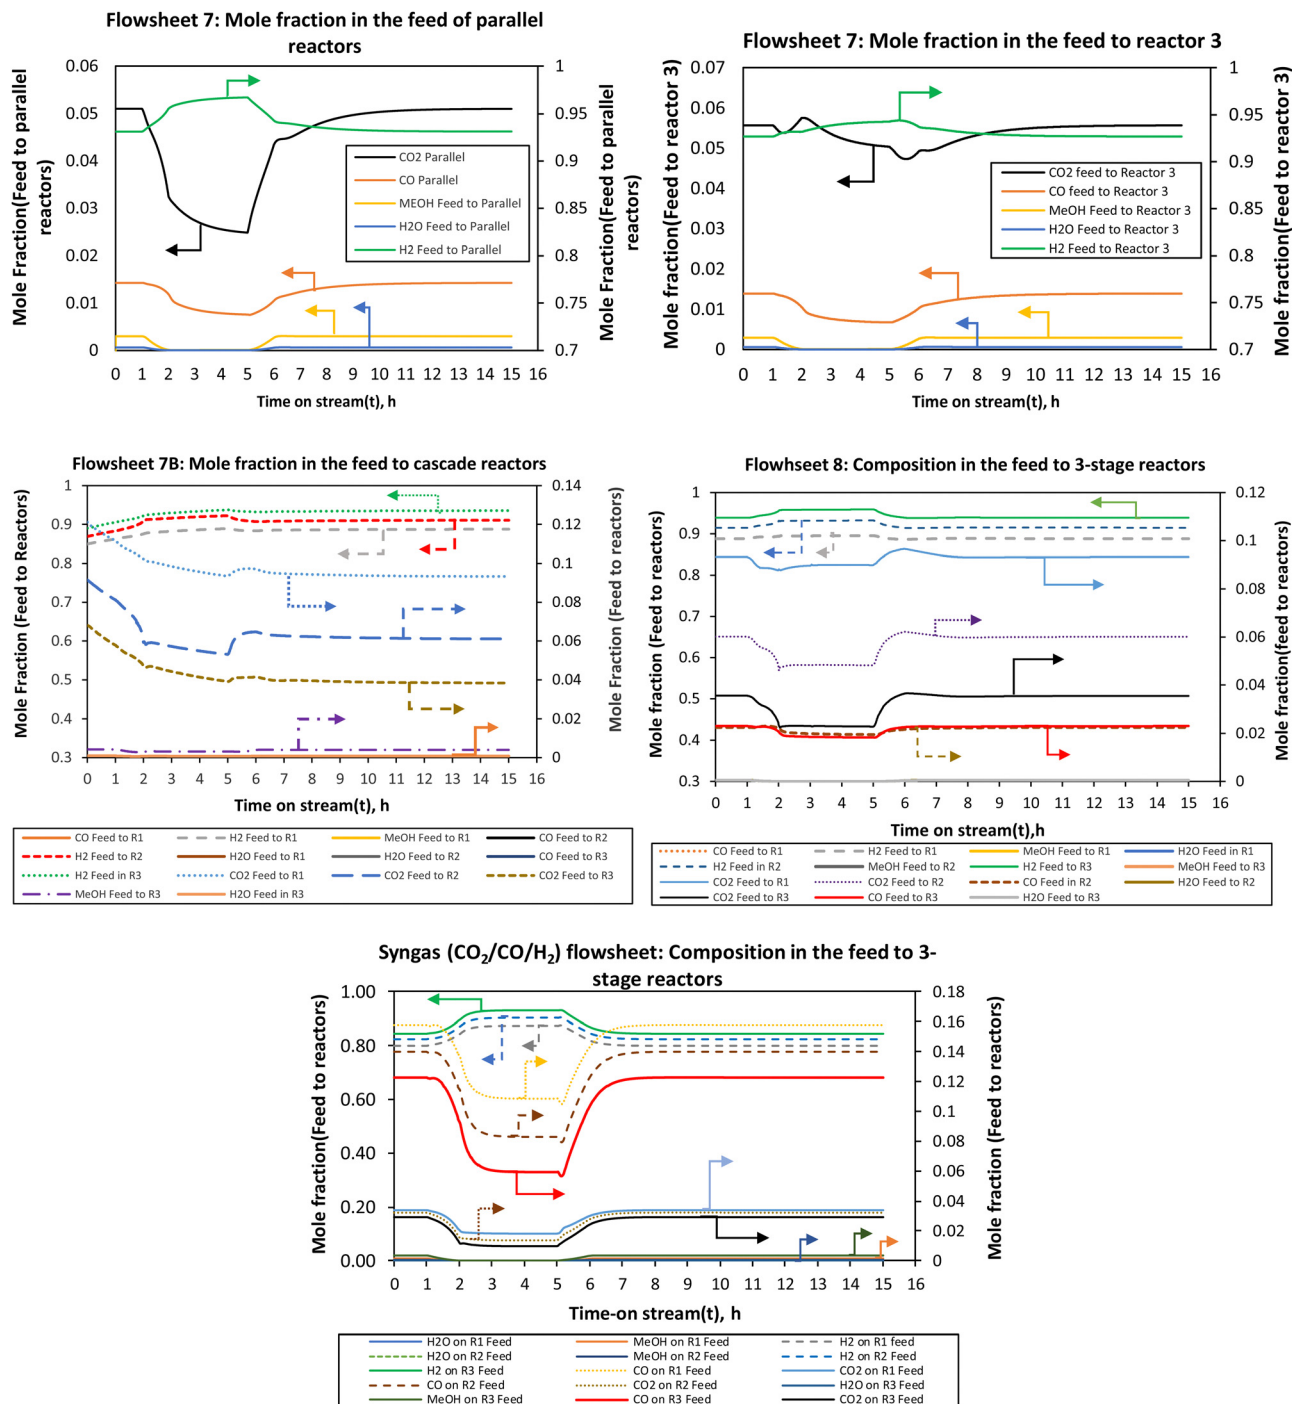 Flowsheet 7: Mole fraction in the feed of parallel
reactors
Mole Fraction(Feed to parallel
reactors)
0.06
0.05
0.04
0.03
0.02
0.01
0
1
0.95
0.9
0.85
0.8
0.75
0.7
Mole Fraction(Feed to parallel
reactors)
CO2 Parallel
CO Parallel
MEOH Feed to Parallel
H2O Feed to Parallel
H2 Feed to Parallel
0 1 2 3 4 5 6 7 8 9 10 11 12 13 14 15 16
Time on stream(t), h
Flowsheet 7: Mole fraction in the feed to reactor 3
Mole fraction(Feed to reactor 3)
0.07
0.06
0.05
0.04
0.03
0.02
0.01
0
1
0.95
0.9
0.85
0.8
0.75
0.7
Mole fraction(Feed to reactor 3)
CO2 feed to Reactor 3
CO feed to Reactor 3
MeOH Feed to Reactor 3
H2O Feed to Reactor 3
H2 Feed to Reactor 3
0 1 2 3 4 5 6 7 8 9 10 11 12 13 14 15 16
Time on stream(t), h
Flowsheet 7B: Mole fraction in the feed to cascade reactors
Mole Fraction (Feed to Reactors)
1
0.9
0.8
0.7
0.6
0.5
0.4
0.3
0.14
0.12
0.1
0.08
0.06
0.04
0.02
0
Mole Fraction (Feed to reactors)
0 1 2 3 4 5 6 7 8 9 10 11 12 13 14 15 16
Time on stream(t), h
CO Feed to R1 H2 Feed to R1 MeOH Feed to R1 CO Feed to R2
H2 Feed to R2 H2O Feed to R1 H2O Feed to R2 CO Feed to R3
H2 Feed in R3 CO2 Feed to R1 CO2 Feed to R2 CO2 Feed to R3
MeOH Feed to R3 H2O Feed in R3
Flowhseet 8: Composition in the feed to 3-stage reactors
Mole fraction (Feed to reactors)
1
0.9
0.8
0.7
0.6
0.5
0.4
0.3
0.12
0.1
0.08
0.06
0.04
0.02
0
Mole fraction(feed to reactors)
0 1 2 3 4 5 6 7 8 9 10 11 12 13 14 15 16
Time on stream(t),h
CO Feed to R1 H2 Feed to R1 MeOH Feed to R1 H2O Feed in R1
H2 Feed in R2 MeOH Feed to R2 H2 Feed to R3 MeOH Feed to R3
CO2 Feed to R1 CO2 Feed to R2 CO Feed in R2 H2O Feed to R2
CO2 Feed to R3 CO Feed to R3 H2O Feed to R3
Syngas (CO₂/CO/H₂) flowsheet: Composition in the feed to 3-
stage reactors
Mole fraction(Feed to reactors)
1.00
0.80
0.60
0.40
0.20
0.00
0.18
0.16
0.14
0.12
0.1
0.08
0.06
0.04
0.02
0
Mole fraction (Feed to reactors)
0 1 2 3 4 5 6 7 8 9 10 11 12 13 14 15 16
Time-on stream(t), h
H2O on R1 Feed MeOH on R1 Feed H2 on R1 feed
H2O on R2 Feed MeOH on R2 Feed H2 on R2 Feed
H2 on R3 Feed CO on R1 Feed CO2 on R1 Feed
CO on R2 Feed CO2 on R2 Feed H2O on R3 Feed
MeOH on R3 Feed CO on R3 Feed CO2 on R3 Feed